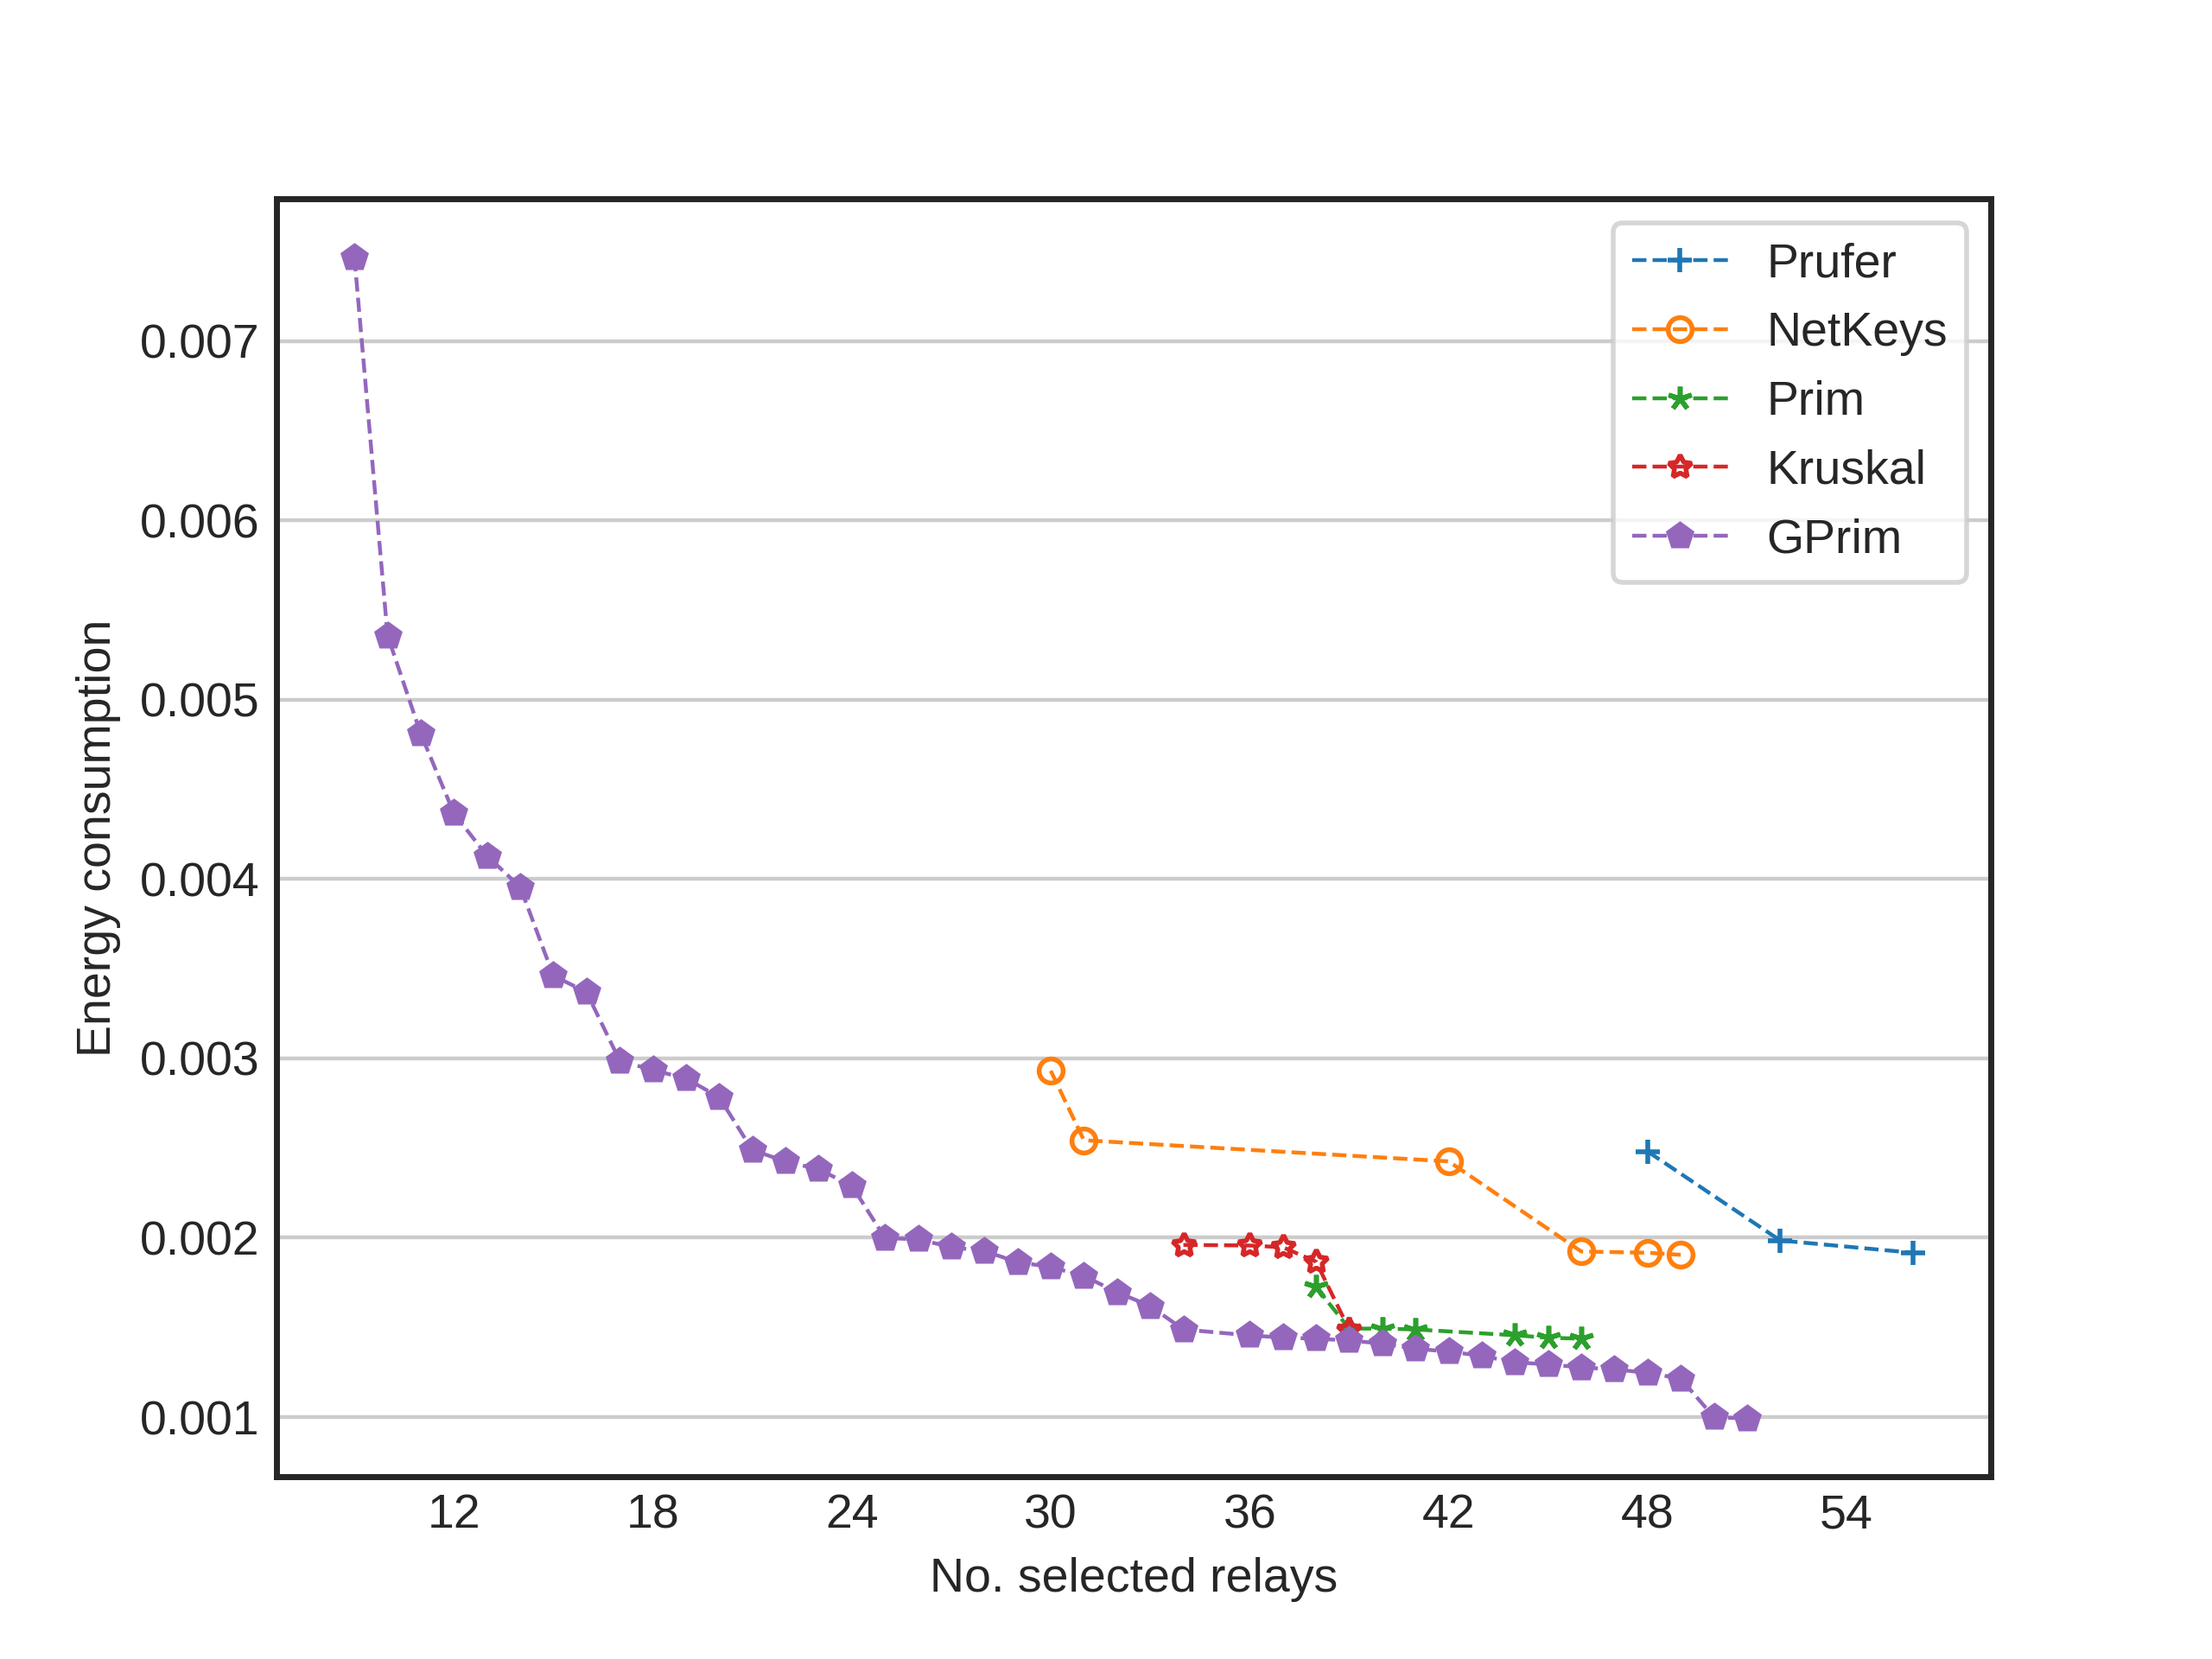 Prufer
NetKeys
Prim
Kruskal
GPrim
0.007
0.006
0.005
0.004
0.003
0.002
0.001
Energy consumption
12 18 24 30 36 42 48 54
No. selected relays